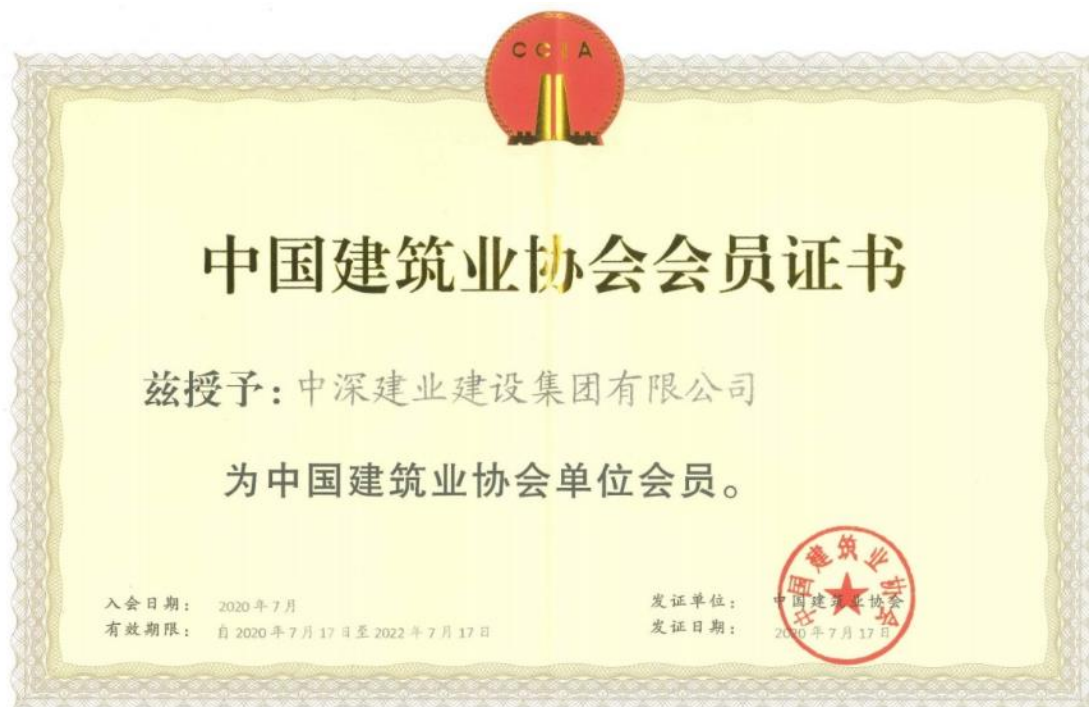 CCIA
中国建筑业协会会员证书
兹授予：中深建业建设集团有限公司
为中国建筑业协会单位会员。
入会日期： 2020年7月
有效期限： 自2020年7月17日至2022年7月17日
发证单位： 中国建筑业协会
发证日期： 2020年7月17日
中国建筑业协会